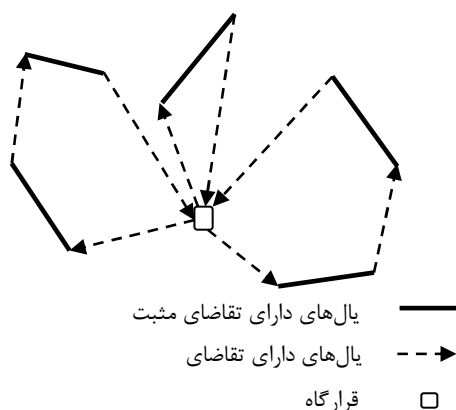 یال‌های دارای تقاضای مثبت
یال‌های دارای تقاضای
قرارگاه